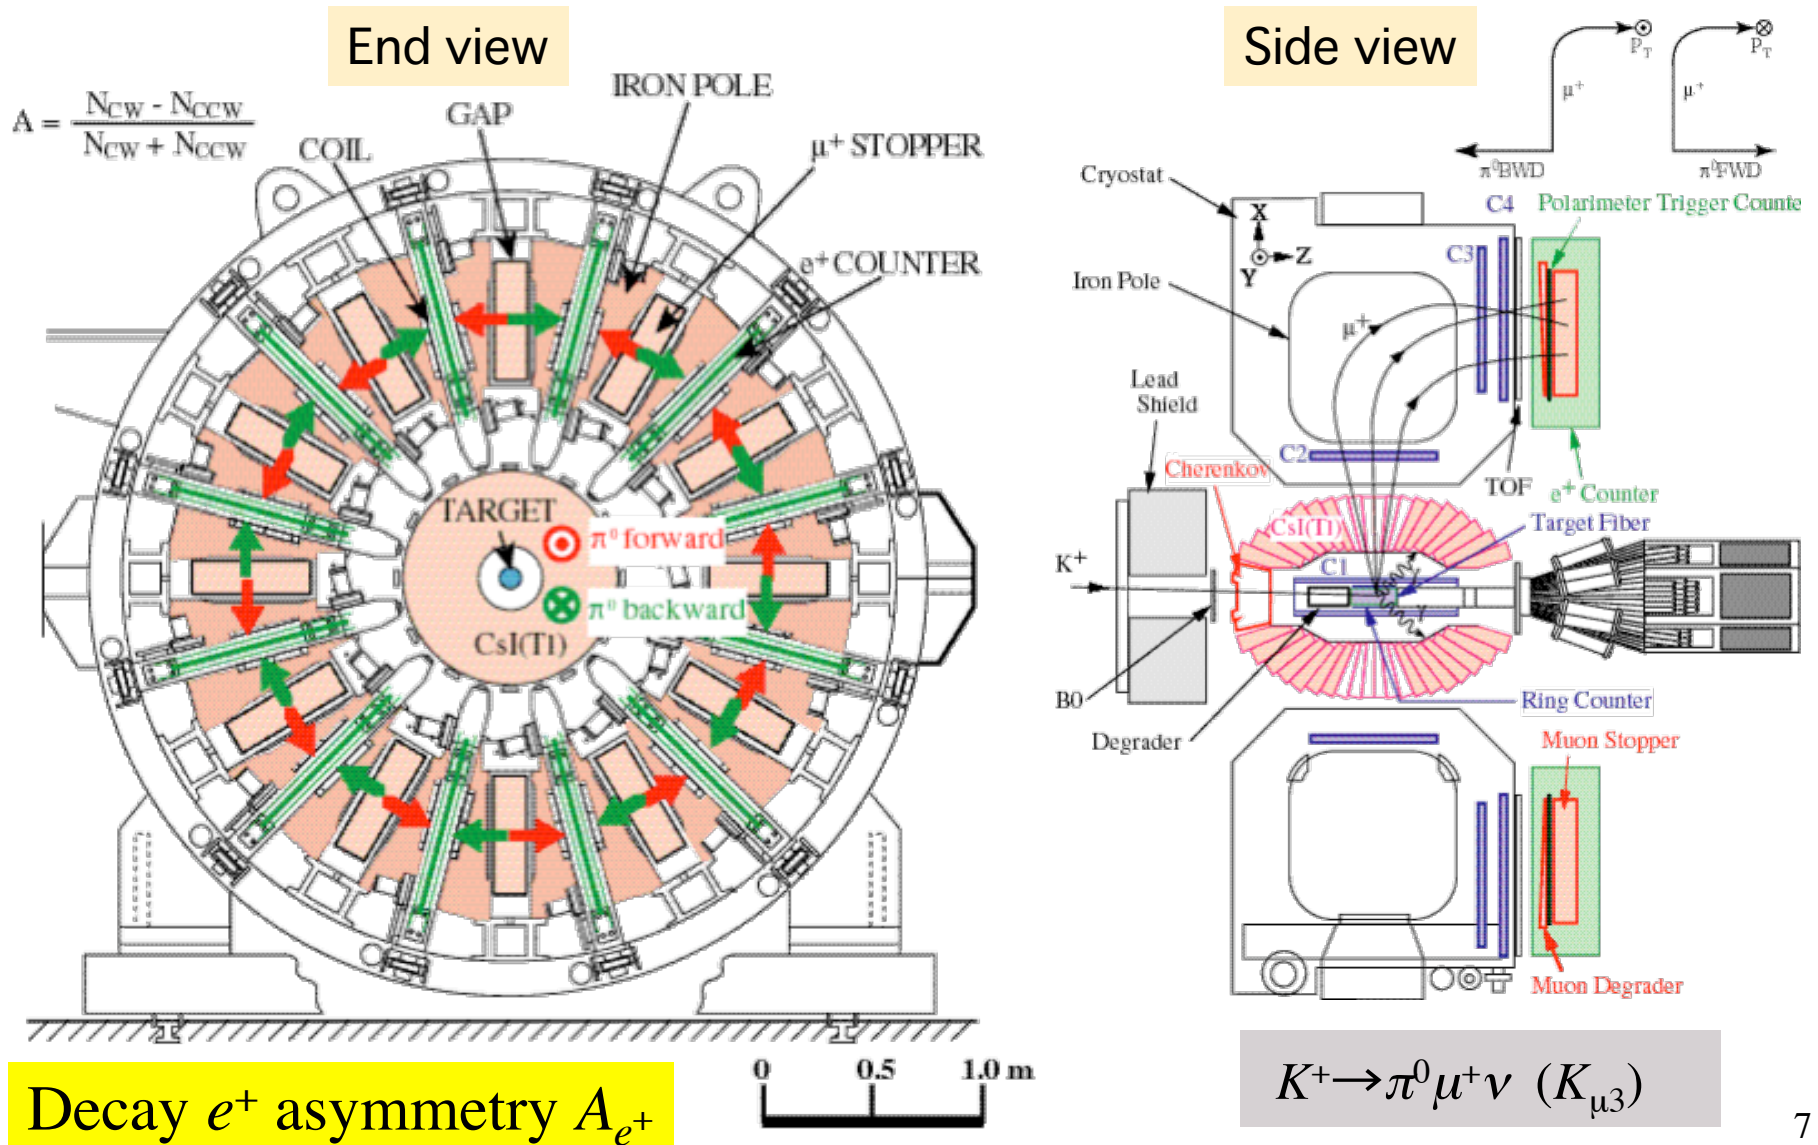 End view
A = N_CW - N_CCW / N_CW + N_CCW
IRON POLE
GAP
COIL
μ+ STOPPER
e+ COUNTER
TARGET
π⁰ forward
π⁰ backward
CsI(Tl)
0 0.5 1.0 m
Decay e+ asymmetry A_e+
Side view
P_T
P_T
μ+
μ+
π⁰BWD
π⁰FWD
Cryostat
C4
Polarimeter Trigger Counte
X
C3
Z
Y
Iron Pole
μ+
Lead
Shield
C2
Cherenkov
TOF
e+ Counter
CsI(Tl)
Target Fiber
K+
C1
γ
B0
Ring Counter
Degrader
Muon Stopper
Muon Degrader
K⁺→π⁰μ⁺ν (K_μ3)
7